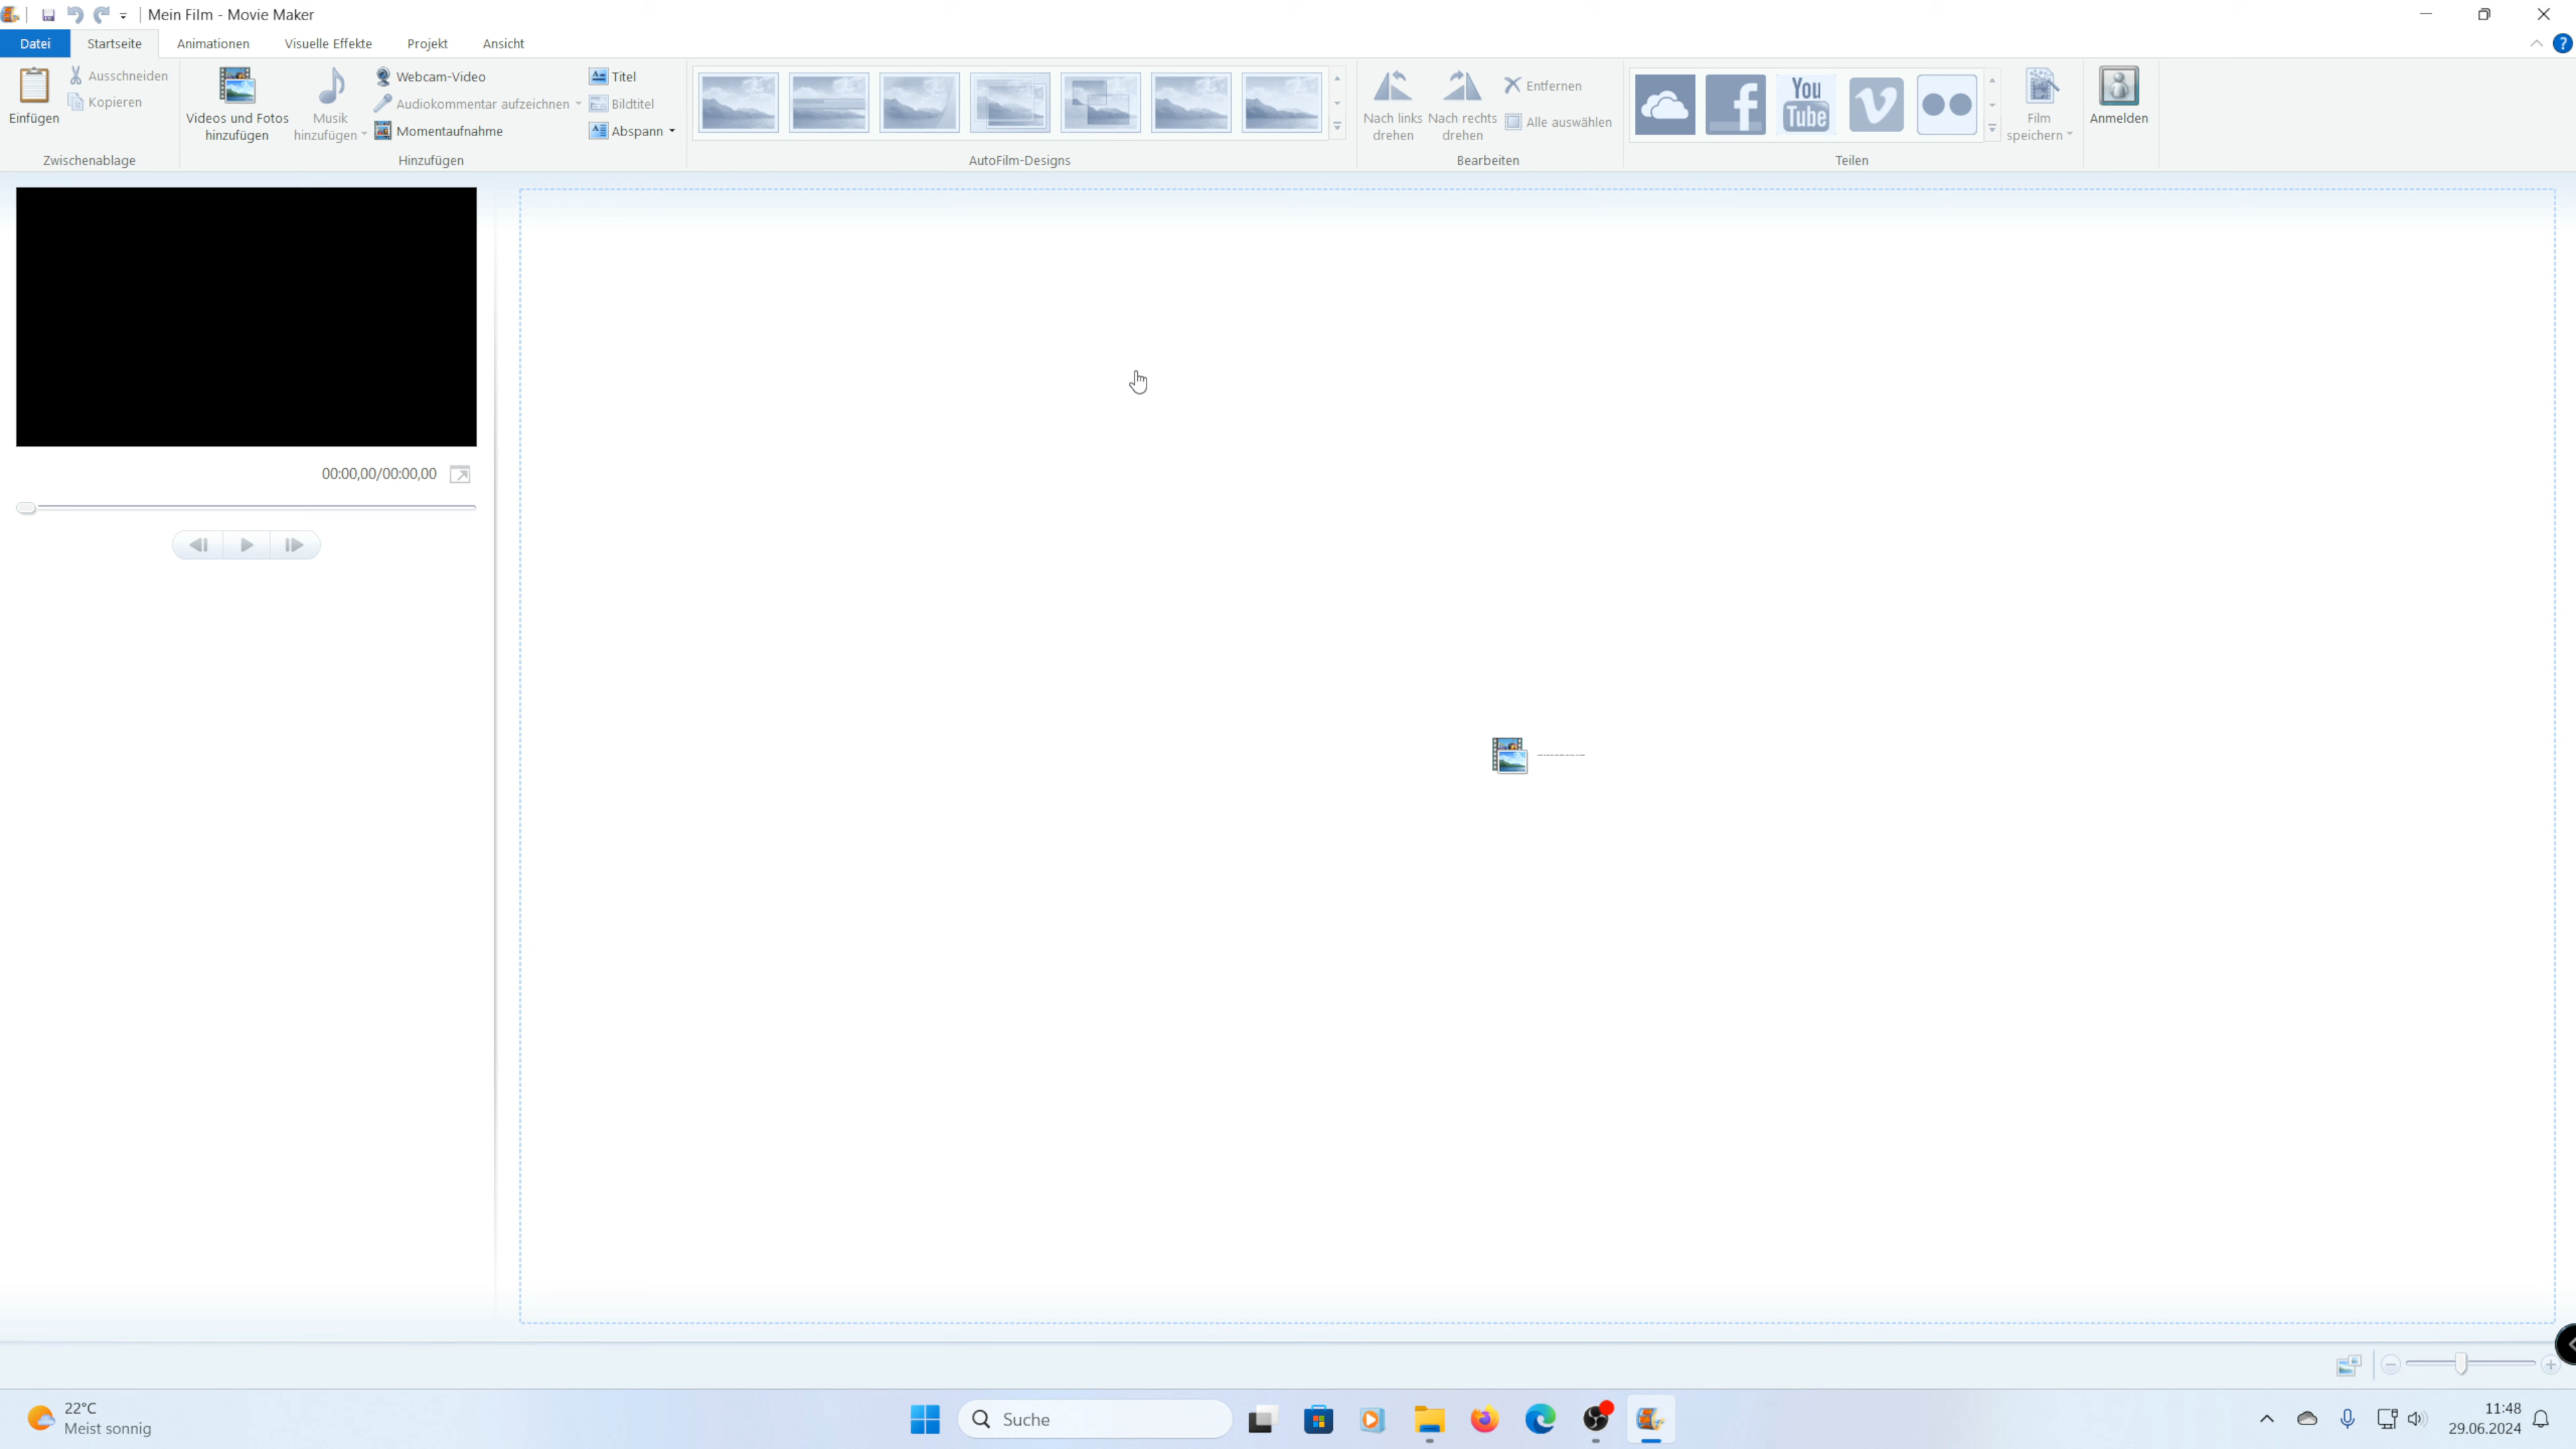 Mein Film - Movie Maker
Datei Startseite Animationen Visuelle Effekte Projekt Ansicht
Einfügen
Ausschneiden
Kopieren
Zwischenablage
Videos und Fotos
hinzufügen
Musik
hinzufügen
Webcam-Video
Audiokommentar aufzeichnen
Momentaufnahme
Titel
Bildtitel
Abspann
Hinzufügen
AutoFilm-Designs
Nach links
drehen
Nach rechts
drehen
Entfernen
Alle auswählen
Bearbeiten
You
Tube
Teilen
Film
speichern
Anmelden
00:00,00/00:00,00
22°C
Meist sonnig
Suche
11:48
29.06.2024